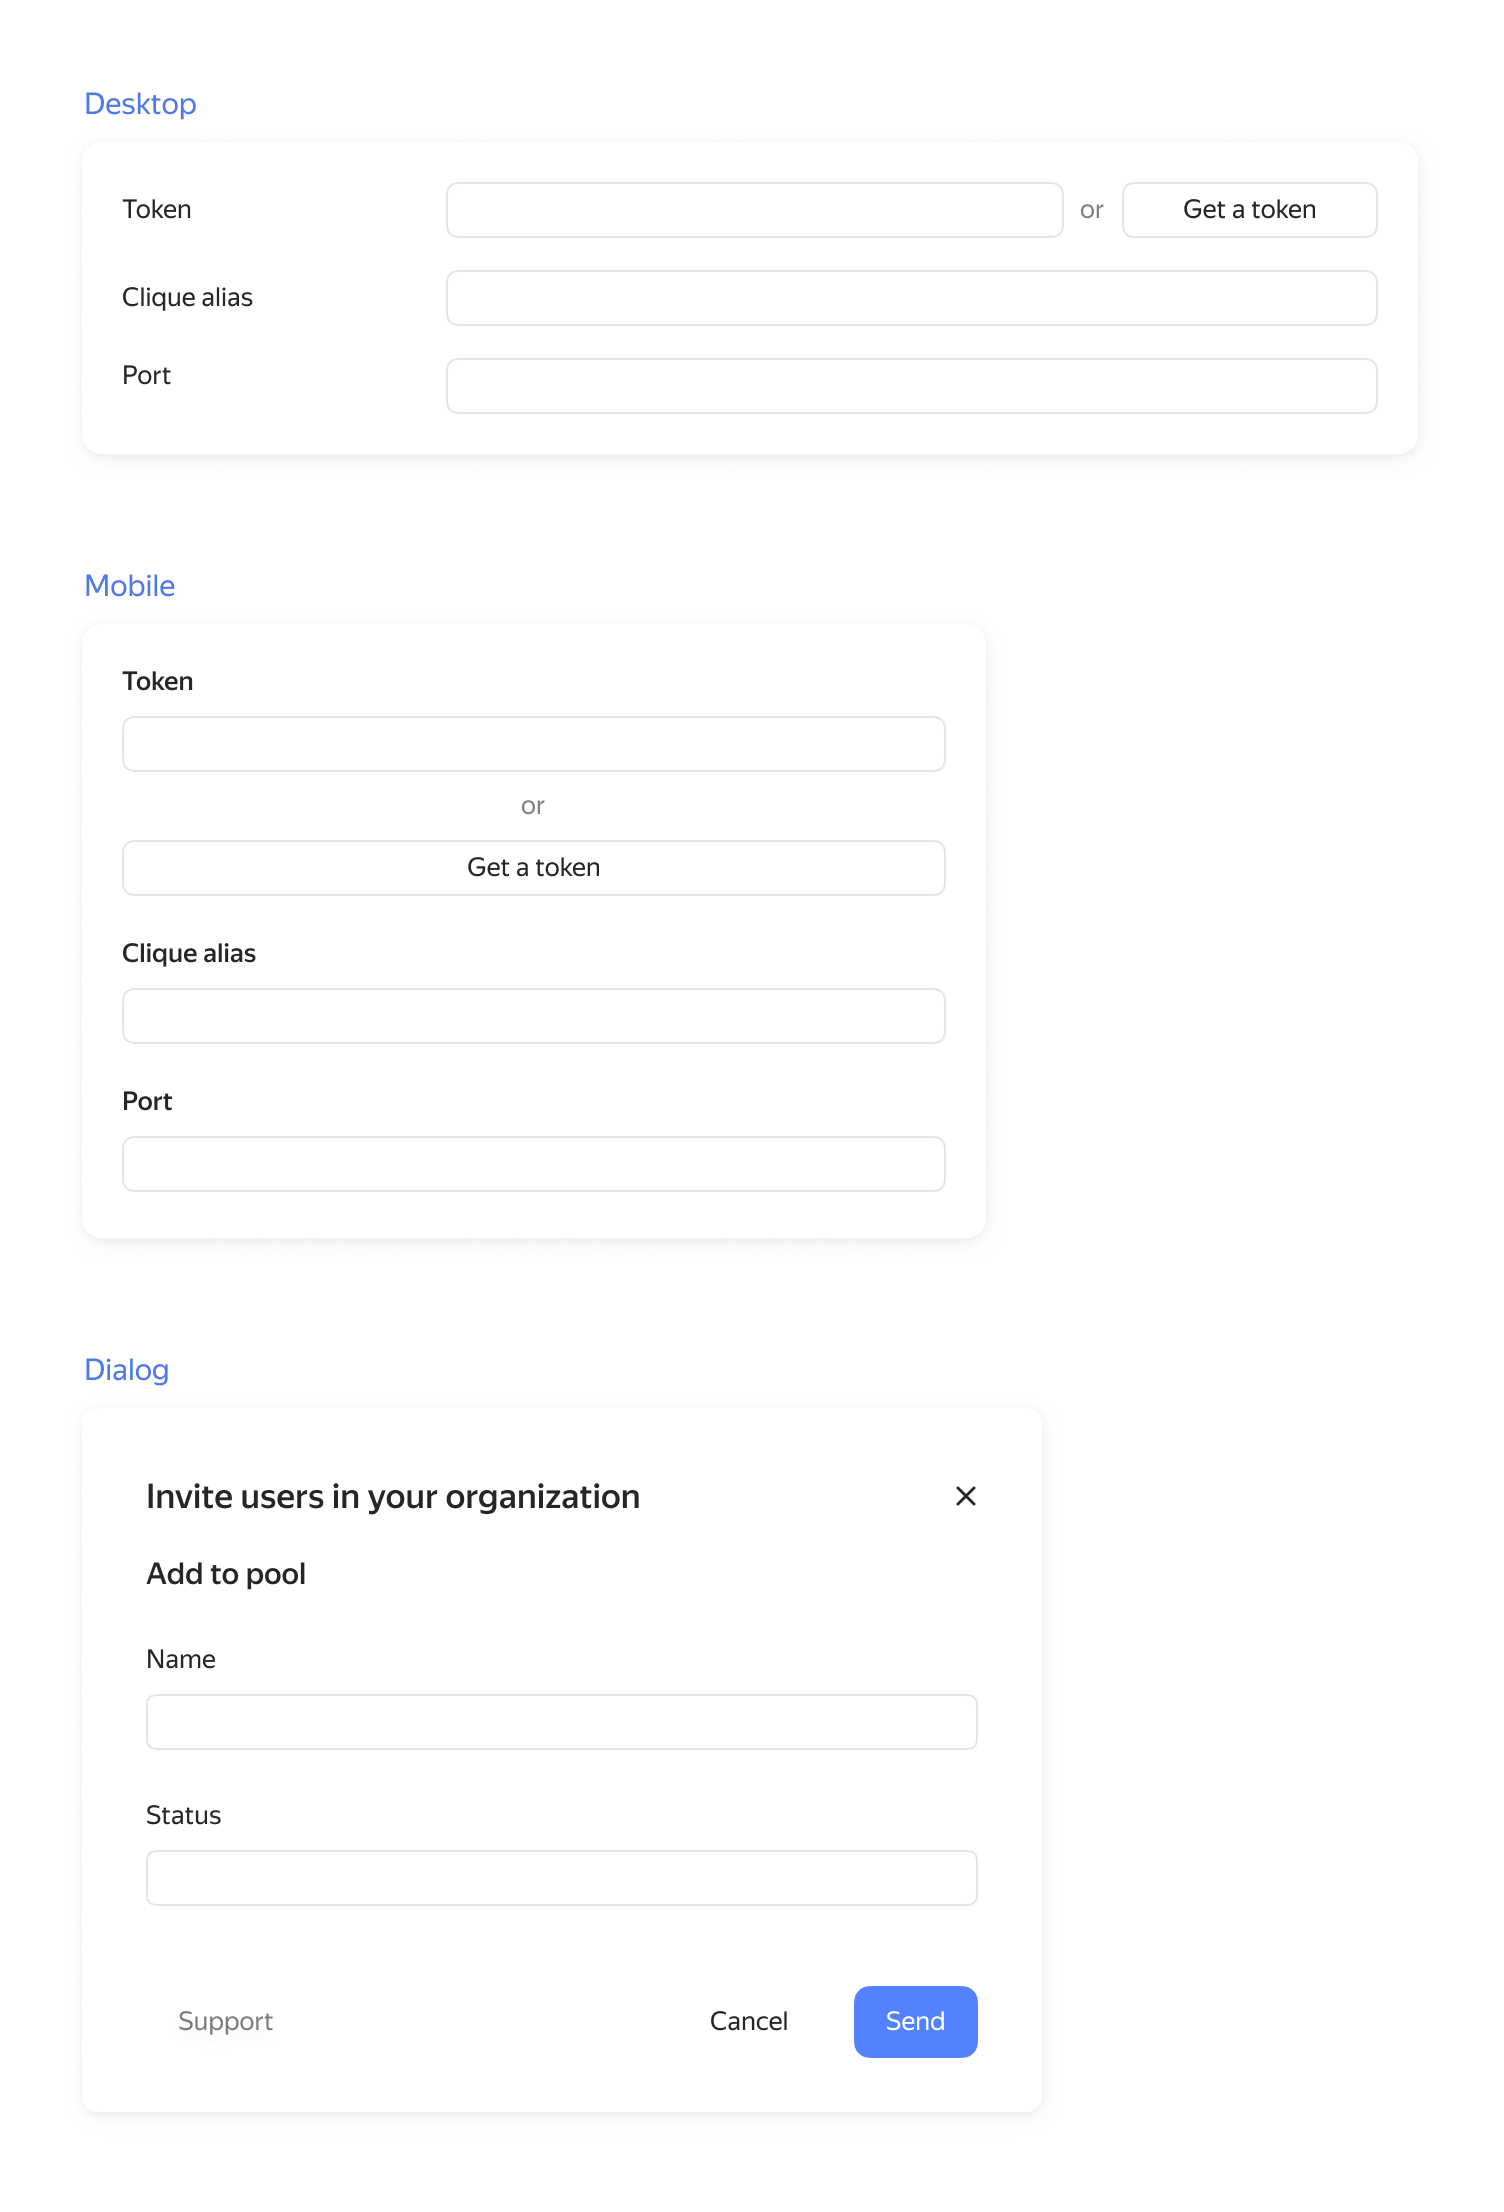 Desktop
Token
or
Get a token
Clique alias
Port
Mobile
Token
or
Get a token
Clique alias
Port
Dialog
Invite users in your organization
Add to pool
Name
Status
Support
Cancel
Send